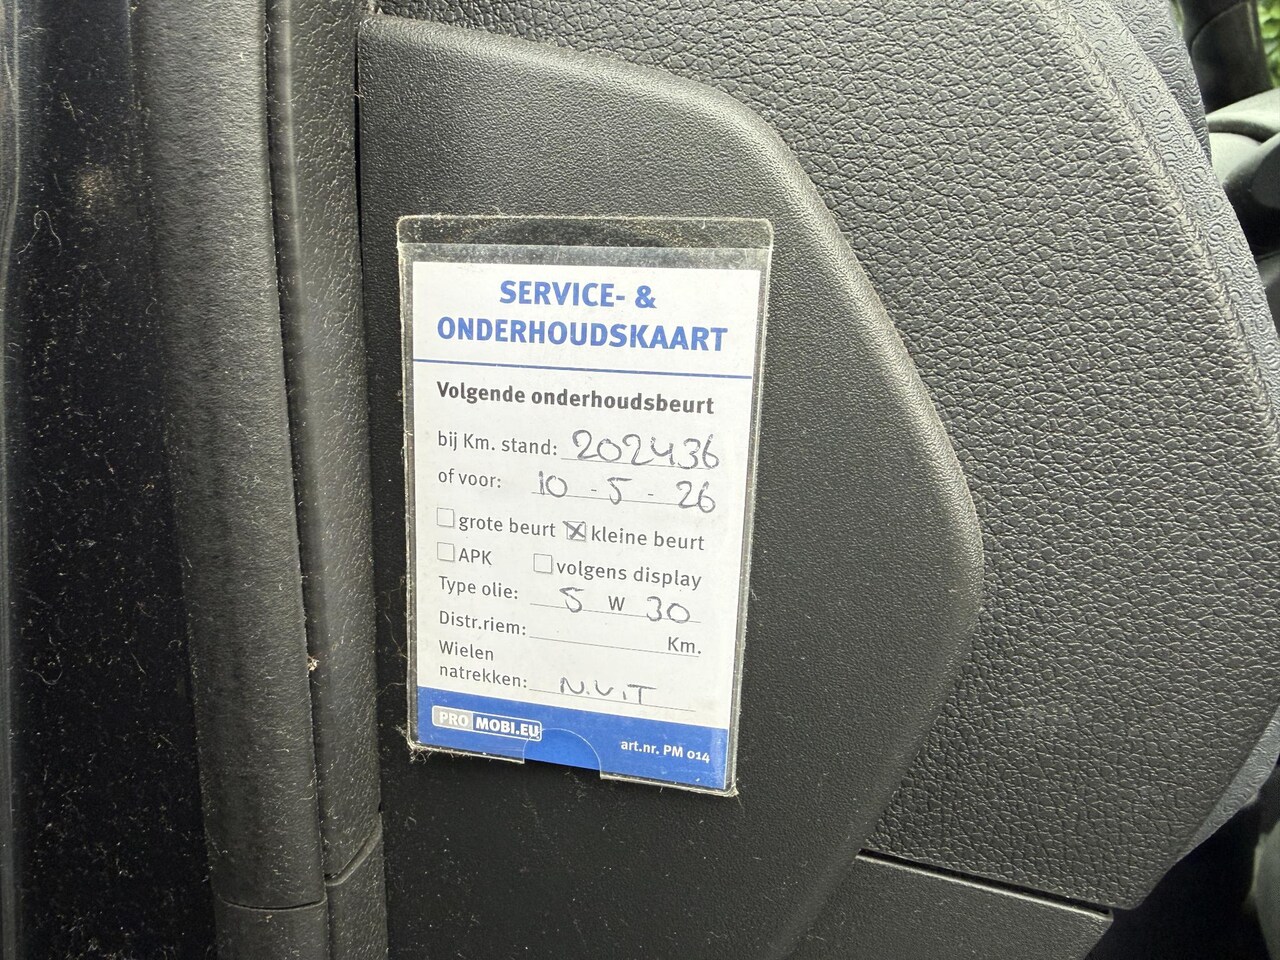 SERVICE- &
ONDERHOUDSKAART
Volgende onderhoudsbeurt
bij Km. stand: 202436
of voor: 10 - 5 - 26
grote beurt kleine beurt
APK volgens display
Type olie: 5 W 30
Distr.riem: Km.
Wielen
natrekken: N.V.T
PRO MOBI.EU art.nr. PM 014